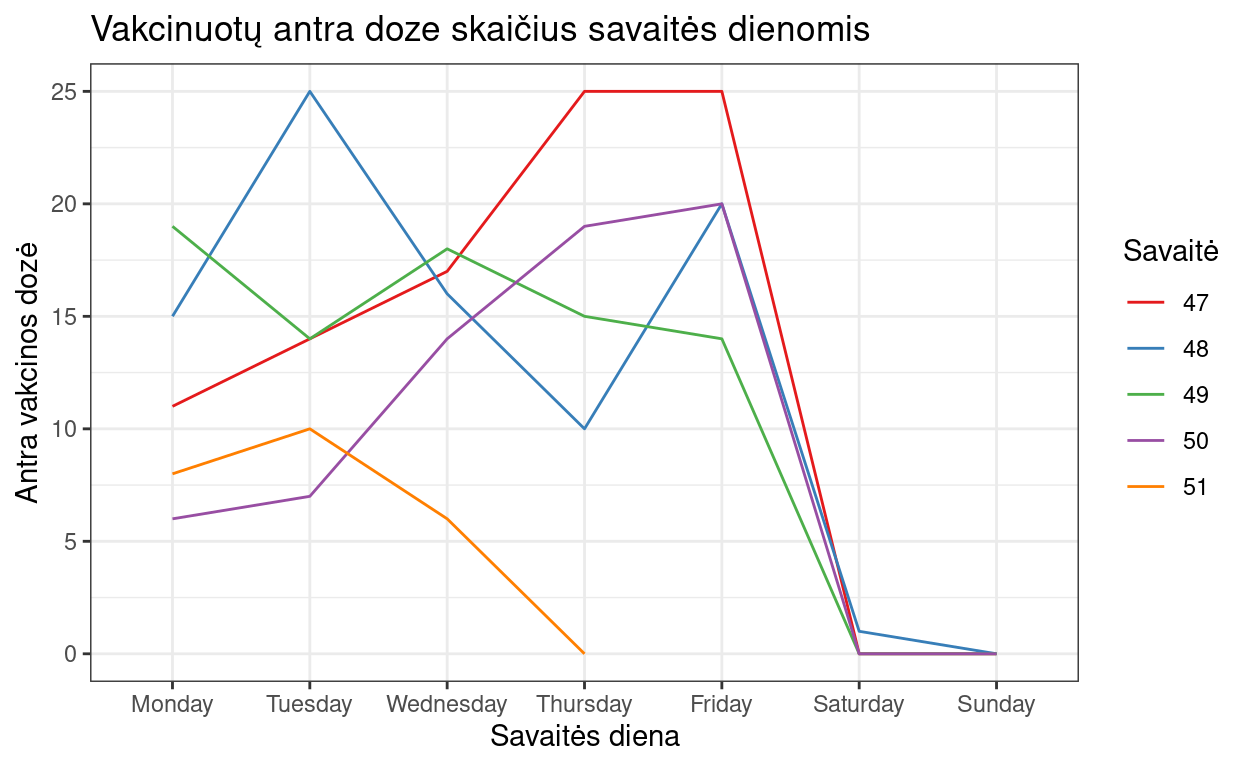 Vakcinuotų antra doze skaičius savaitės dienomis
Antra vakcinos dozė
25
20
15
10
5
0
Monday Tuesday Wednesday Thursday Friday Saturday Sunday
Savaitės diena
Savaitė
47
48
49
50
51